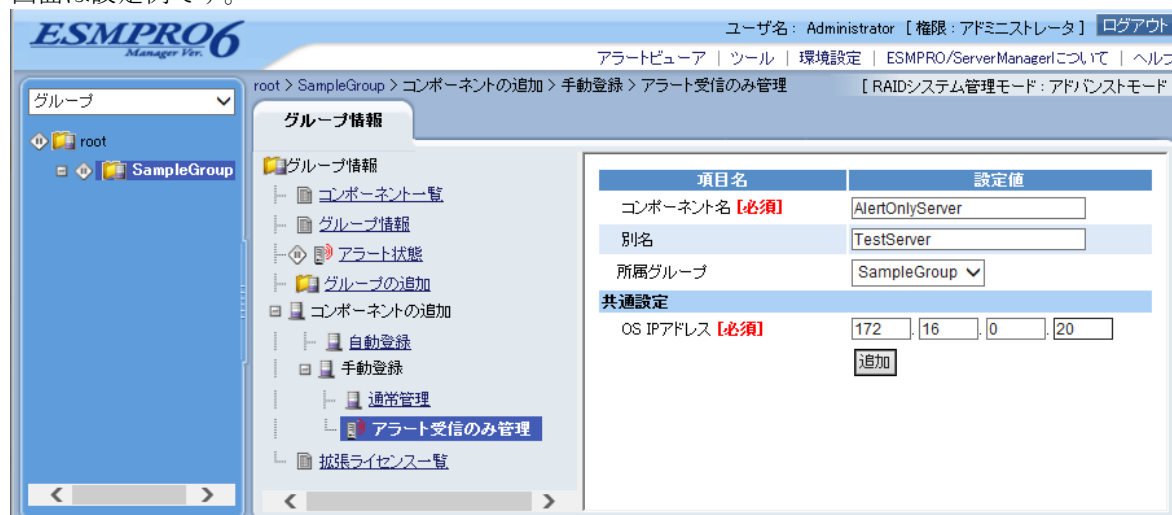 画面は設定例です。
ESMPRO6
Manager Ver.
ユーザ名： Administrator [ 権限：アドミニストレータ ] ログアウト
アラートビューア | ツール | 環境設定 | ESMPRO/ServerManagerについて | ヘルプ
グループ
root > SampleGroup > コンポーネントの追加 > 手動登録 > アラート受信のみ管理
[ RAIDシステム管理モード：アドバンストモード
root
SampleGroup
グループ情報
グループ情報
コンポーネント一覧
グループ情報
アラート状態
グループの追加
コンポーネントの追加
自動登録
手動登録
通常管理
アラート受信のみ管理
拡張ライセンス一覧
項目名 設定値
コンポーネント名 [必須] AlertOnlyServer
別名 TestServer
所属グループ SampleGroup
共通設定
OS IPアドレス [必須] 172 . 16 . 0 . 20
追加